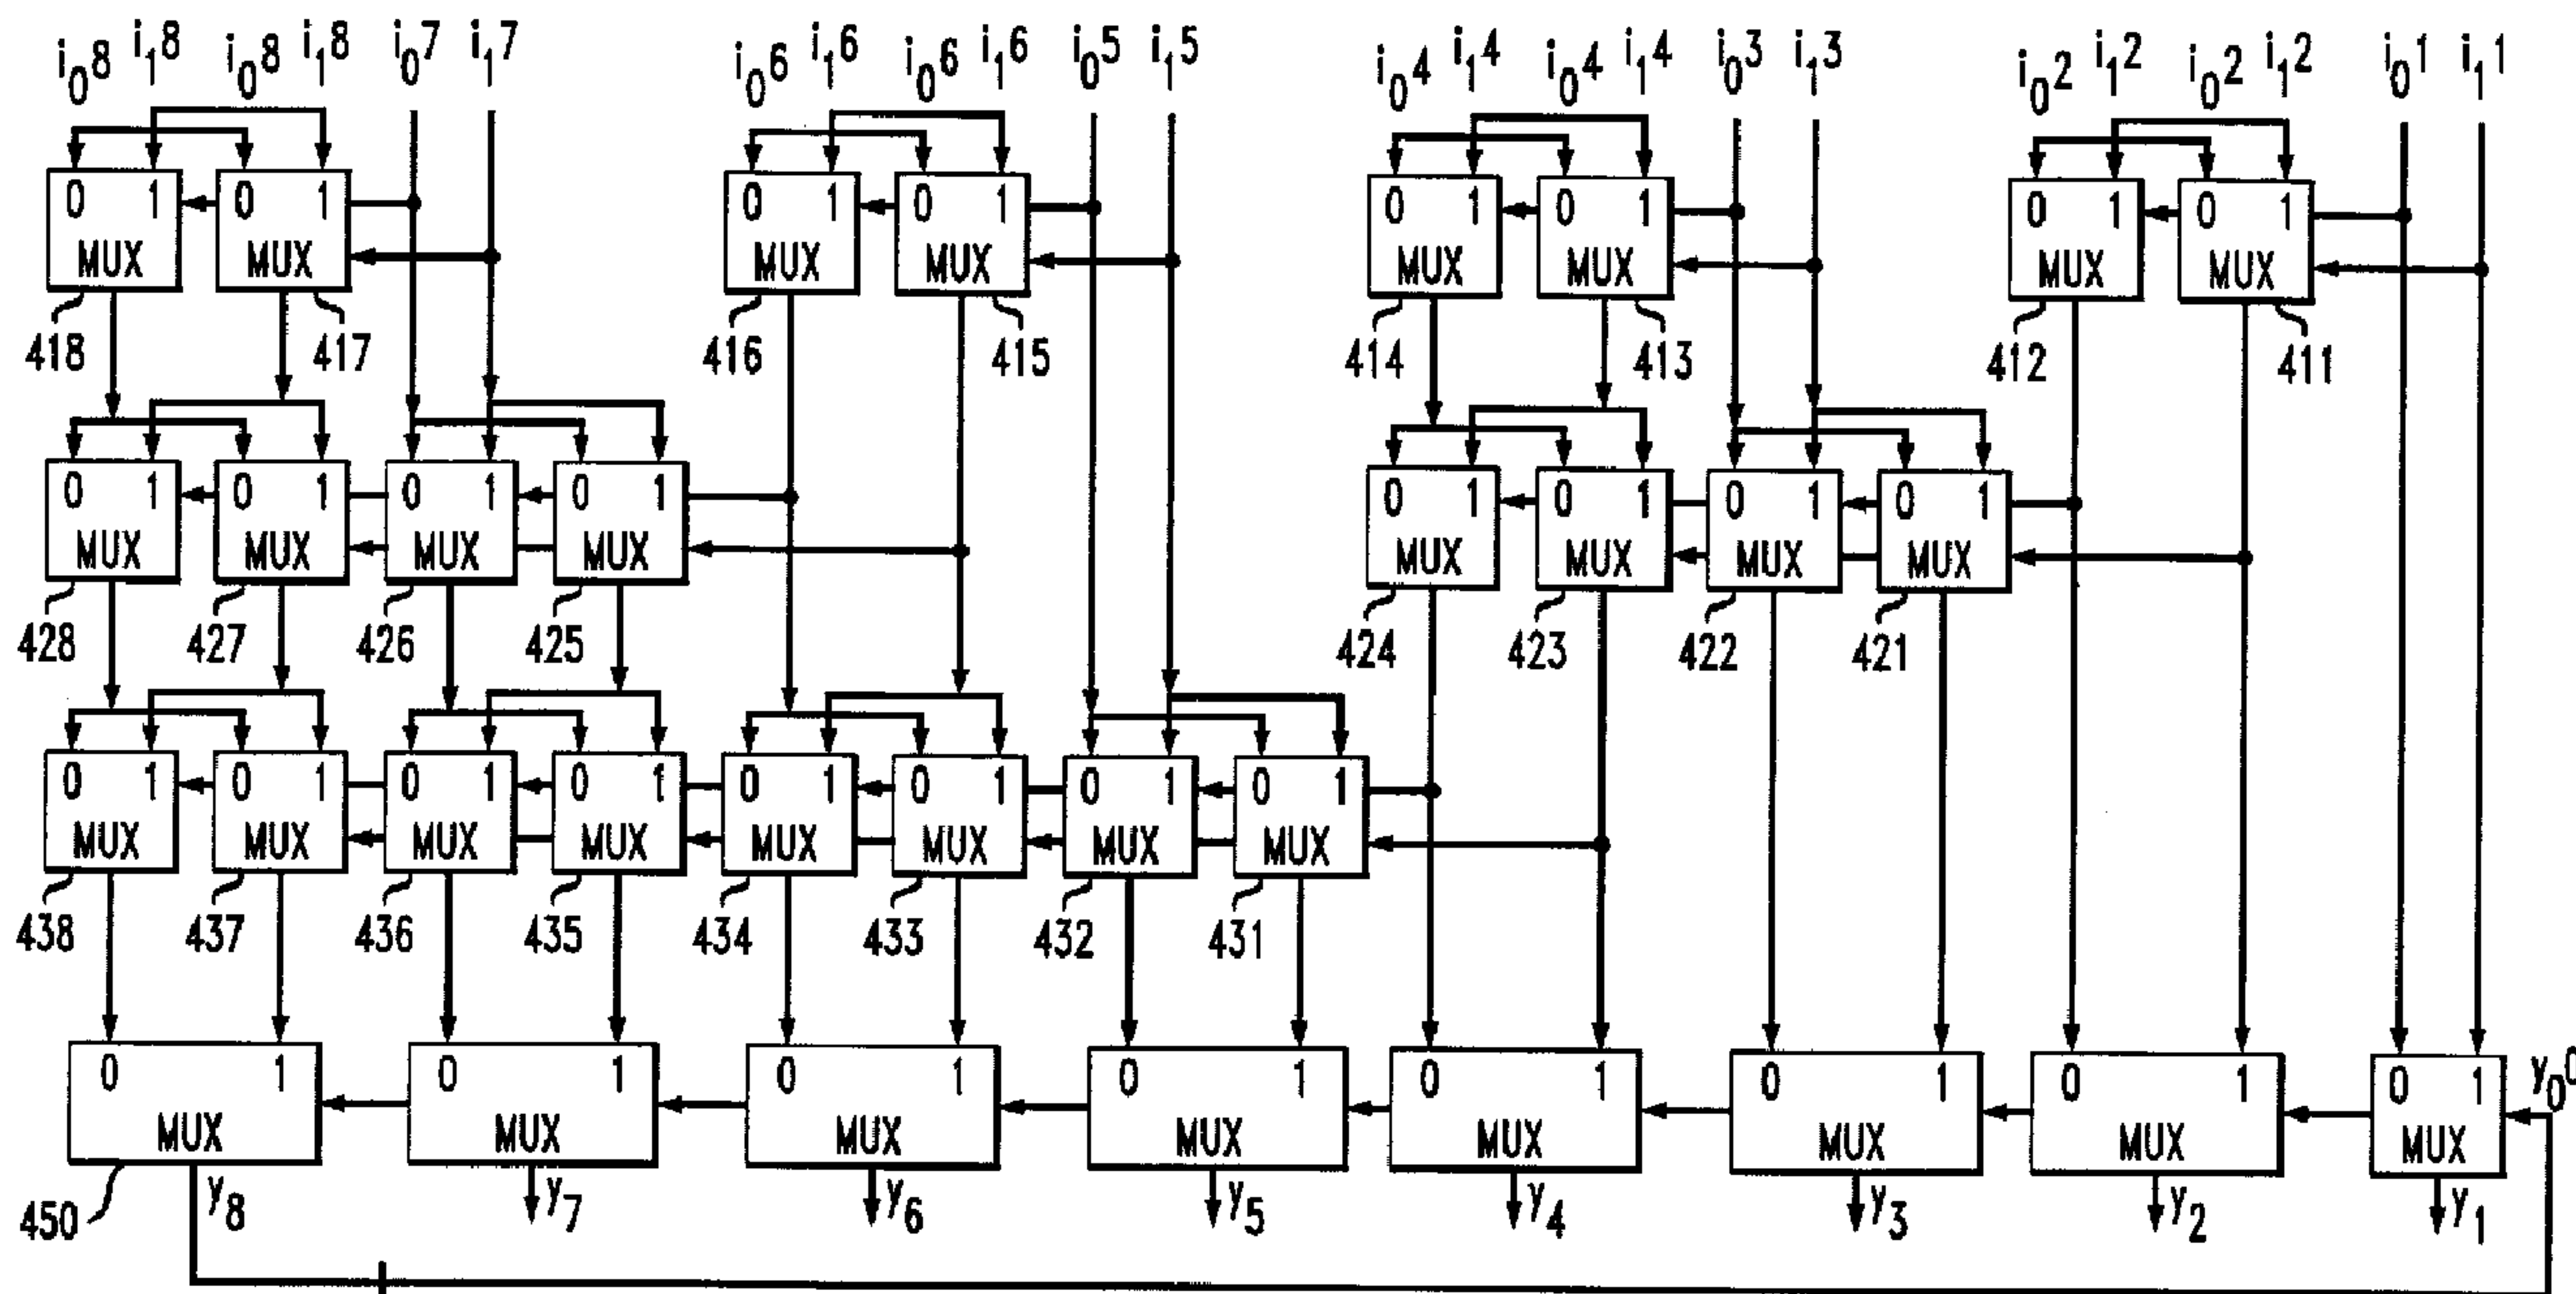 i₀8 i₁8 i₀8 i₁8 i₀7 i₁7 i₀6 i₁6 i₀6 i₁6 i₀5 i₁5 i₀4 i₁4 i₀4 i₁4 i₀3 i₁3 i₀2 i₁2 i₀2 i₁2 i₀1 i₁1
0 1 0 1 0 1 0 1 0 1 0 1 0 1 0 1
MUX MUX MUX MUX MUX MUX MUX MUX
418 417 416 415 414 413 412 411
0 1 0 1 0 1 0 1 0 1 0 1 0 1 0 1
MUX MUX MUX MUX MUX MUX MUX MUX
428 427 426 425 424 423 422 421
0 1 0 1 0 1 0 1 0 1 0 1 0 1 0 1
MUX MUX MUX MUX MUX MUX MUX MUX
438 437 436 435 434 433 432 431
0 1 0 1 0 1 0 1 0 1 0 1 0 1 0 1 y₀0
MUX MUX MUX MUX MUX MUX MUX MUX
450 y₈ y₇ y₆ y₅ y₄ y₃ y₂ y₁